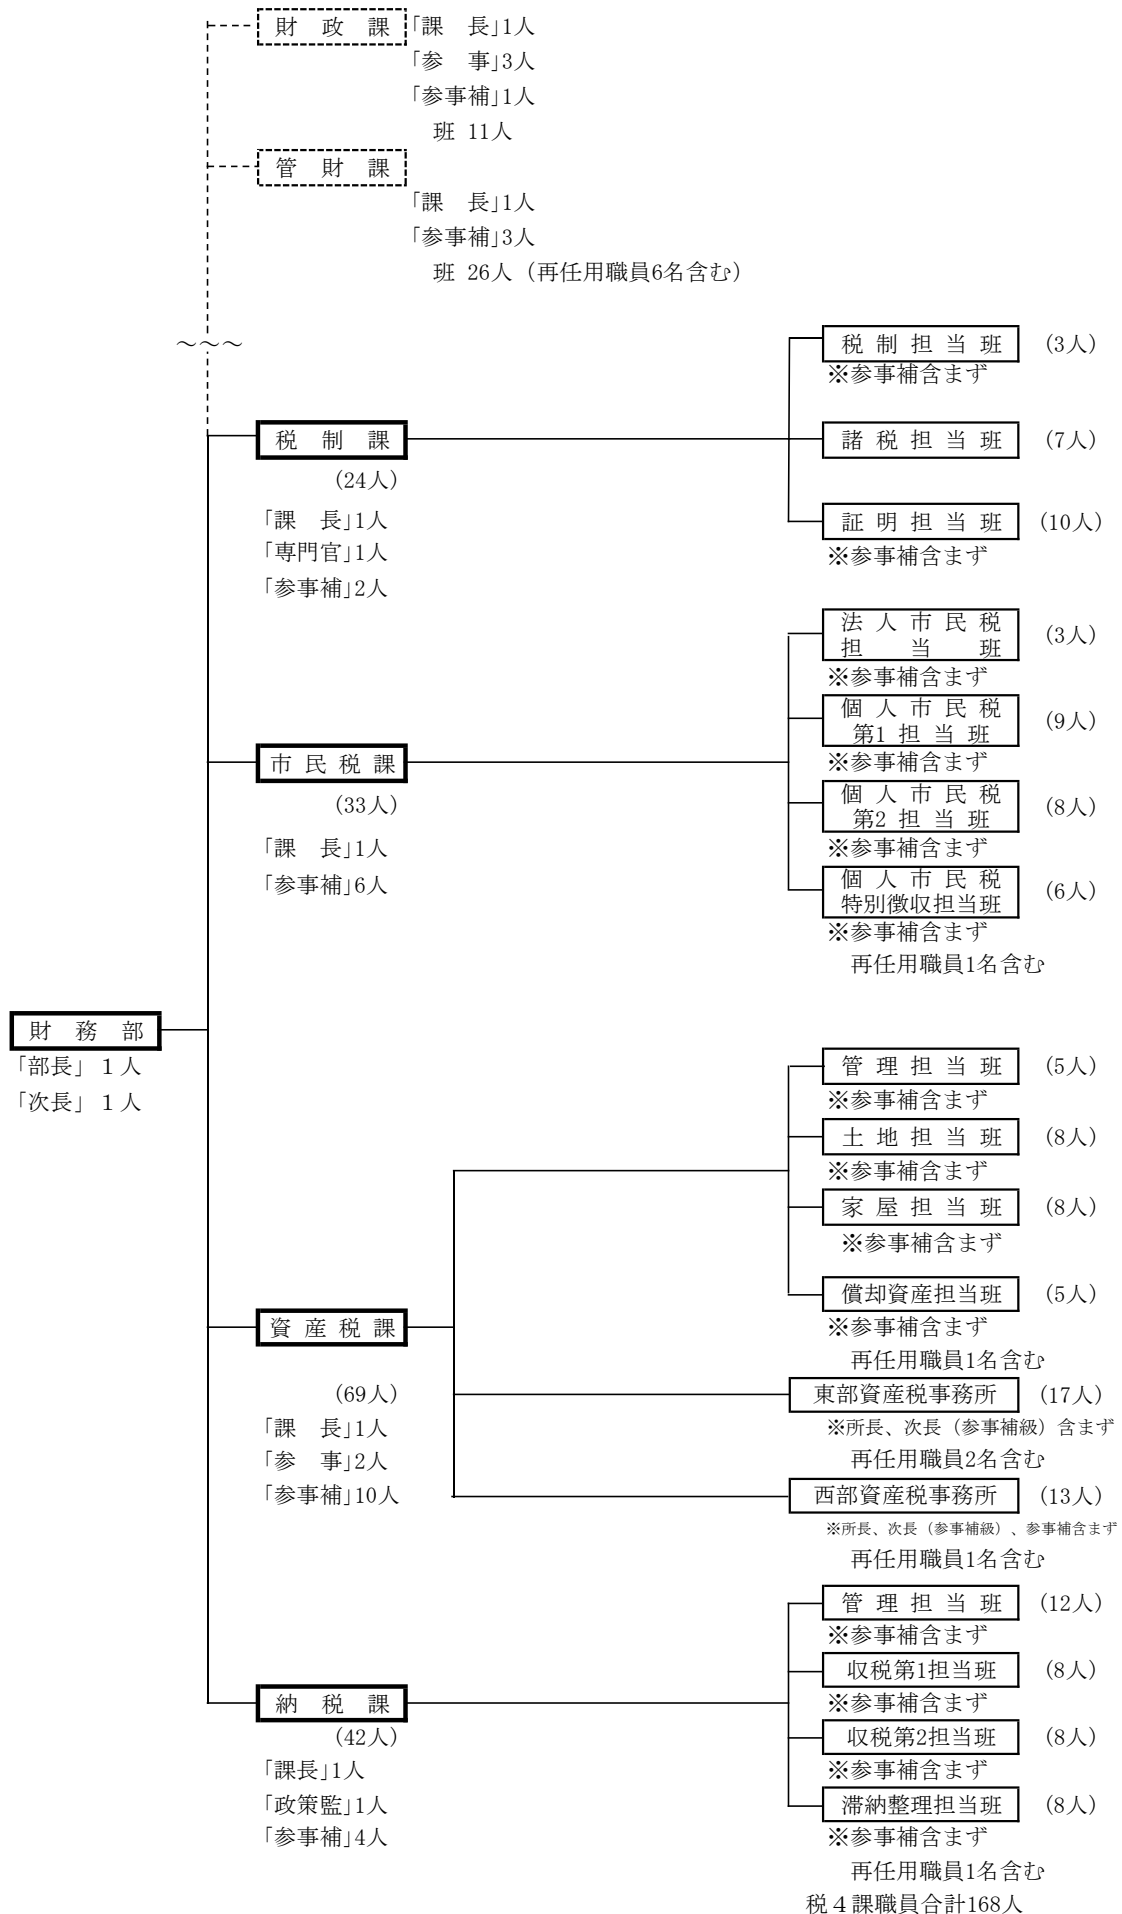 財 政 課 「課 長」1人
「参 事」3人
「参事補」1人
班 11人
管 財 課
「課 長」1人
「参事補」3人
班 26人（再任用職員6名含む）
～～～
税 制 担 当 班 (3人)
※参事補含まず
税 制 課
諸 税 担 当 班 (7人)
(24人)
「課 長」1人
証 明 担 当 班 (10人)
「専門官」1人
※参事補含まず
「参事補」2人
法 人 市 民 税
担 当 班
(3人)
※参事補含まず
個 人 市 民 税
第1 担 当 班
(9人)
※参事補含まず
市 民 税 課
(33人)
個 人 市 民 税
第2 担 当 班
(8人)
※参事補含まず
「課 長」1人
「参事補」6人
個 人 市 民 税
特別徴収担当班
(6人)
※参事補含まず
再任用職員1名含む
財 務 部
「部長」 １人
「次長」 １人
管 理 担 当 班 (5人)
※参事補含まず
土 地 担 当 班 (8人)
※参事補含まず
家 屋 担 当 班 (8人)
※参事補含まず
償却資産担当班 (5人)
※参事補含まず
再任用職員1名含む
資 産 税 課
(69人)
「課 長」1人
「参 事」2人
「参事補」10人
東部資産税事務所 (17人)
※所長、次長（参事補級）含まず
再任用職員2名含む
西部資産税事務所 (13人)
※所長、次長（参事補級）、参事補含まず
再任用職員1名含む
管 理 担 当 班 (12人)
※参事補含まず
収税第1担当班 (8人)
※参事補含まず
納 税 課
(42人)
「課長」1人
「政策監」1人
「参事補」4人
収税第2担当班 (8人)
※参事補含まず
滞納整理担当班 (8人)
※参事補含まず
再任用職員1名含む
税４課職員合計168人